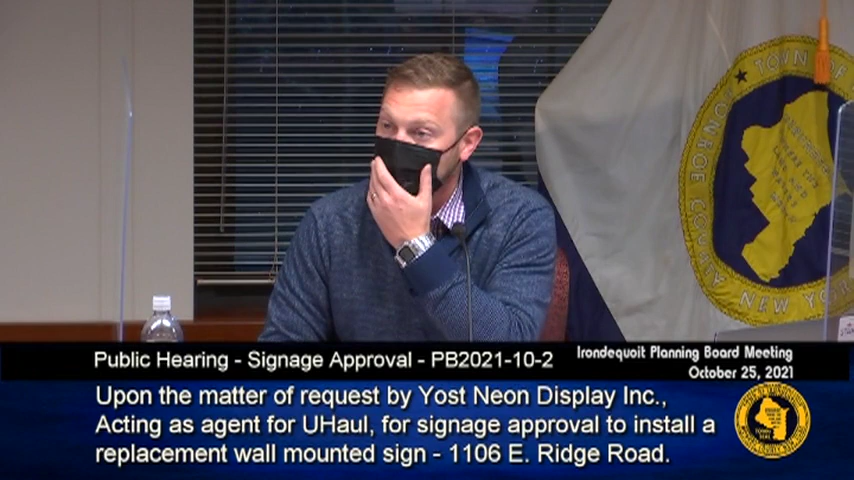 TOWN OF
MONROE COUNTY
NEW YORK
Public Hearing - Signage Approval - PB2021-10-2
Irondequoit Planning Board Meeting
October 25, 2021
Upon the matter of request by Yost Neon Display Inc.,
Acting as agent for UHaul, for signage approval to install a
replacement wall mounted sign - 1106 E. Ridge Road.